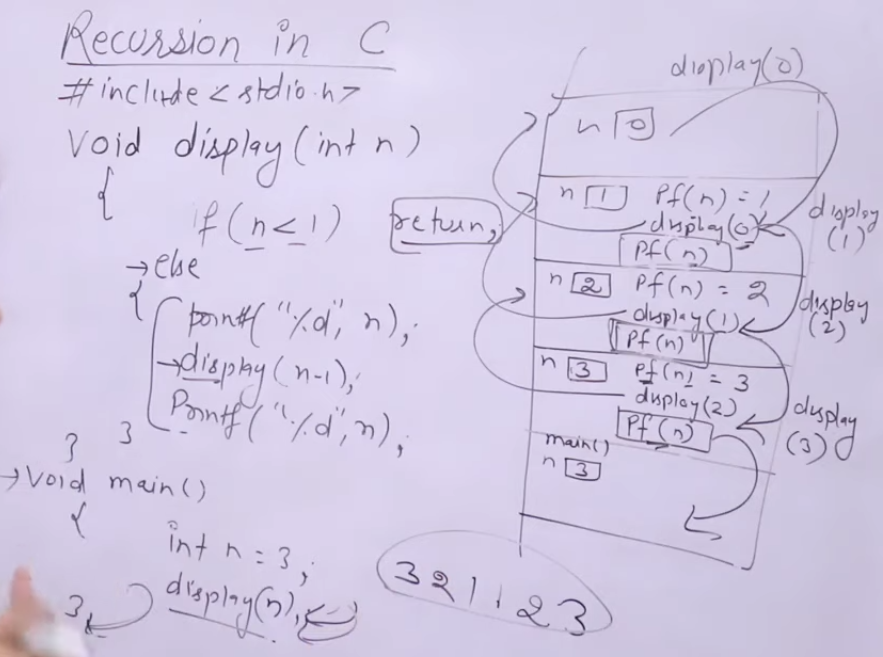 Recursion in C
#include<stdio.h>
void display(int n)
{
if(n<1) return;
→else
{
printf("%d", n);
→display(n-1);
Printf("%d", n);
}
}
→void main()
{
int n = 3;
display(n);
}
display(0)
n 0
n 1 Pf(n) = 1
display(0)
Pf(n)
display(1)
n 2 Pf(n) = 2
display(1)
Pf(n)
display(2)
n 3 Pf(n) = 3
display(2)
Pf(n)
display(3)
main()
n 3
3 2 1 1 2 3